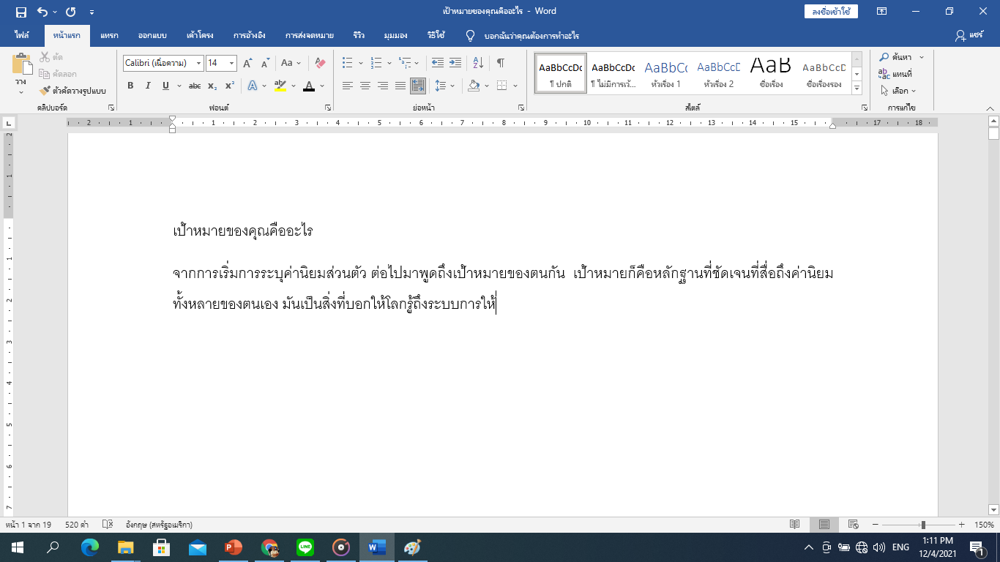 เป้าหมายของคุณคืออะไร - Word
ลงชื่อเข้าใช้
ไฟล์ หน้าแรก แทรก ออกแบบ เค้าโครง การอ้างอิง การส่งจดหมาย รีวิว มุมมอง วิธีใช้ บอกฉันว่าคุณต้องการทำอะไร แชร์
วาง
ตัด
คัดลอก
ตัวคัดวางรูปแบบ
คลิปบอร์ด
Calibri (เนื้อความ) 14
ฟอนต์
ย่อหน้า
AaBbCcDc AaBbCcDc AaBbCc AaBbCcD AaB AaBbCcD
¶ ปกติ ¶ ไม่มีการเว้... หัวเรื่อง 1 หัวเรื่อง 2 ชื่อเรื่อง ชื่อเรื่องรอง
สไตล์
ค้นหา
แทนที่
เลือก
การแก้ไข
2 1 1 2 3 4 5 6 7 8 9 10 11 12 13 14 15 17 18
เป้าหมายของคุณคืออะไร
จากการเริ่มการระบุค่านิยมส่วนตัว ต่อไปมาพูดถึงเป้าหมายของตนกัน เป้าหมายก็คือหลักฐานที่ชัดเจนที่สื่อถึงค่านิยม
ทั้งหลายของตนเอง มันเป็นสิ่งที่บอกให้โลกรู้ถึงระบบการให้
หน้า 1 จาก 19 520 คำ อังกฤษ (สหรัฐอเมริกา) 150%
ENG
1:11 PM
12/4/2021